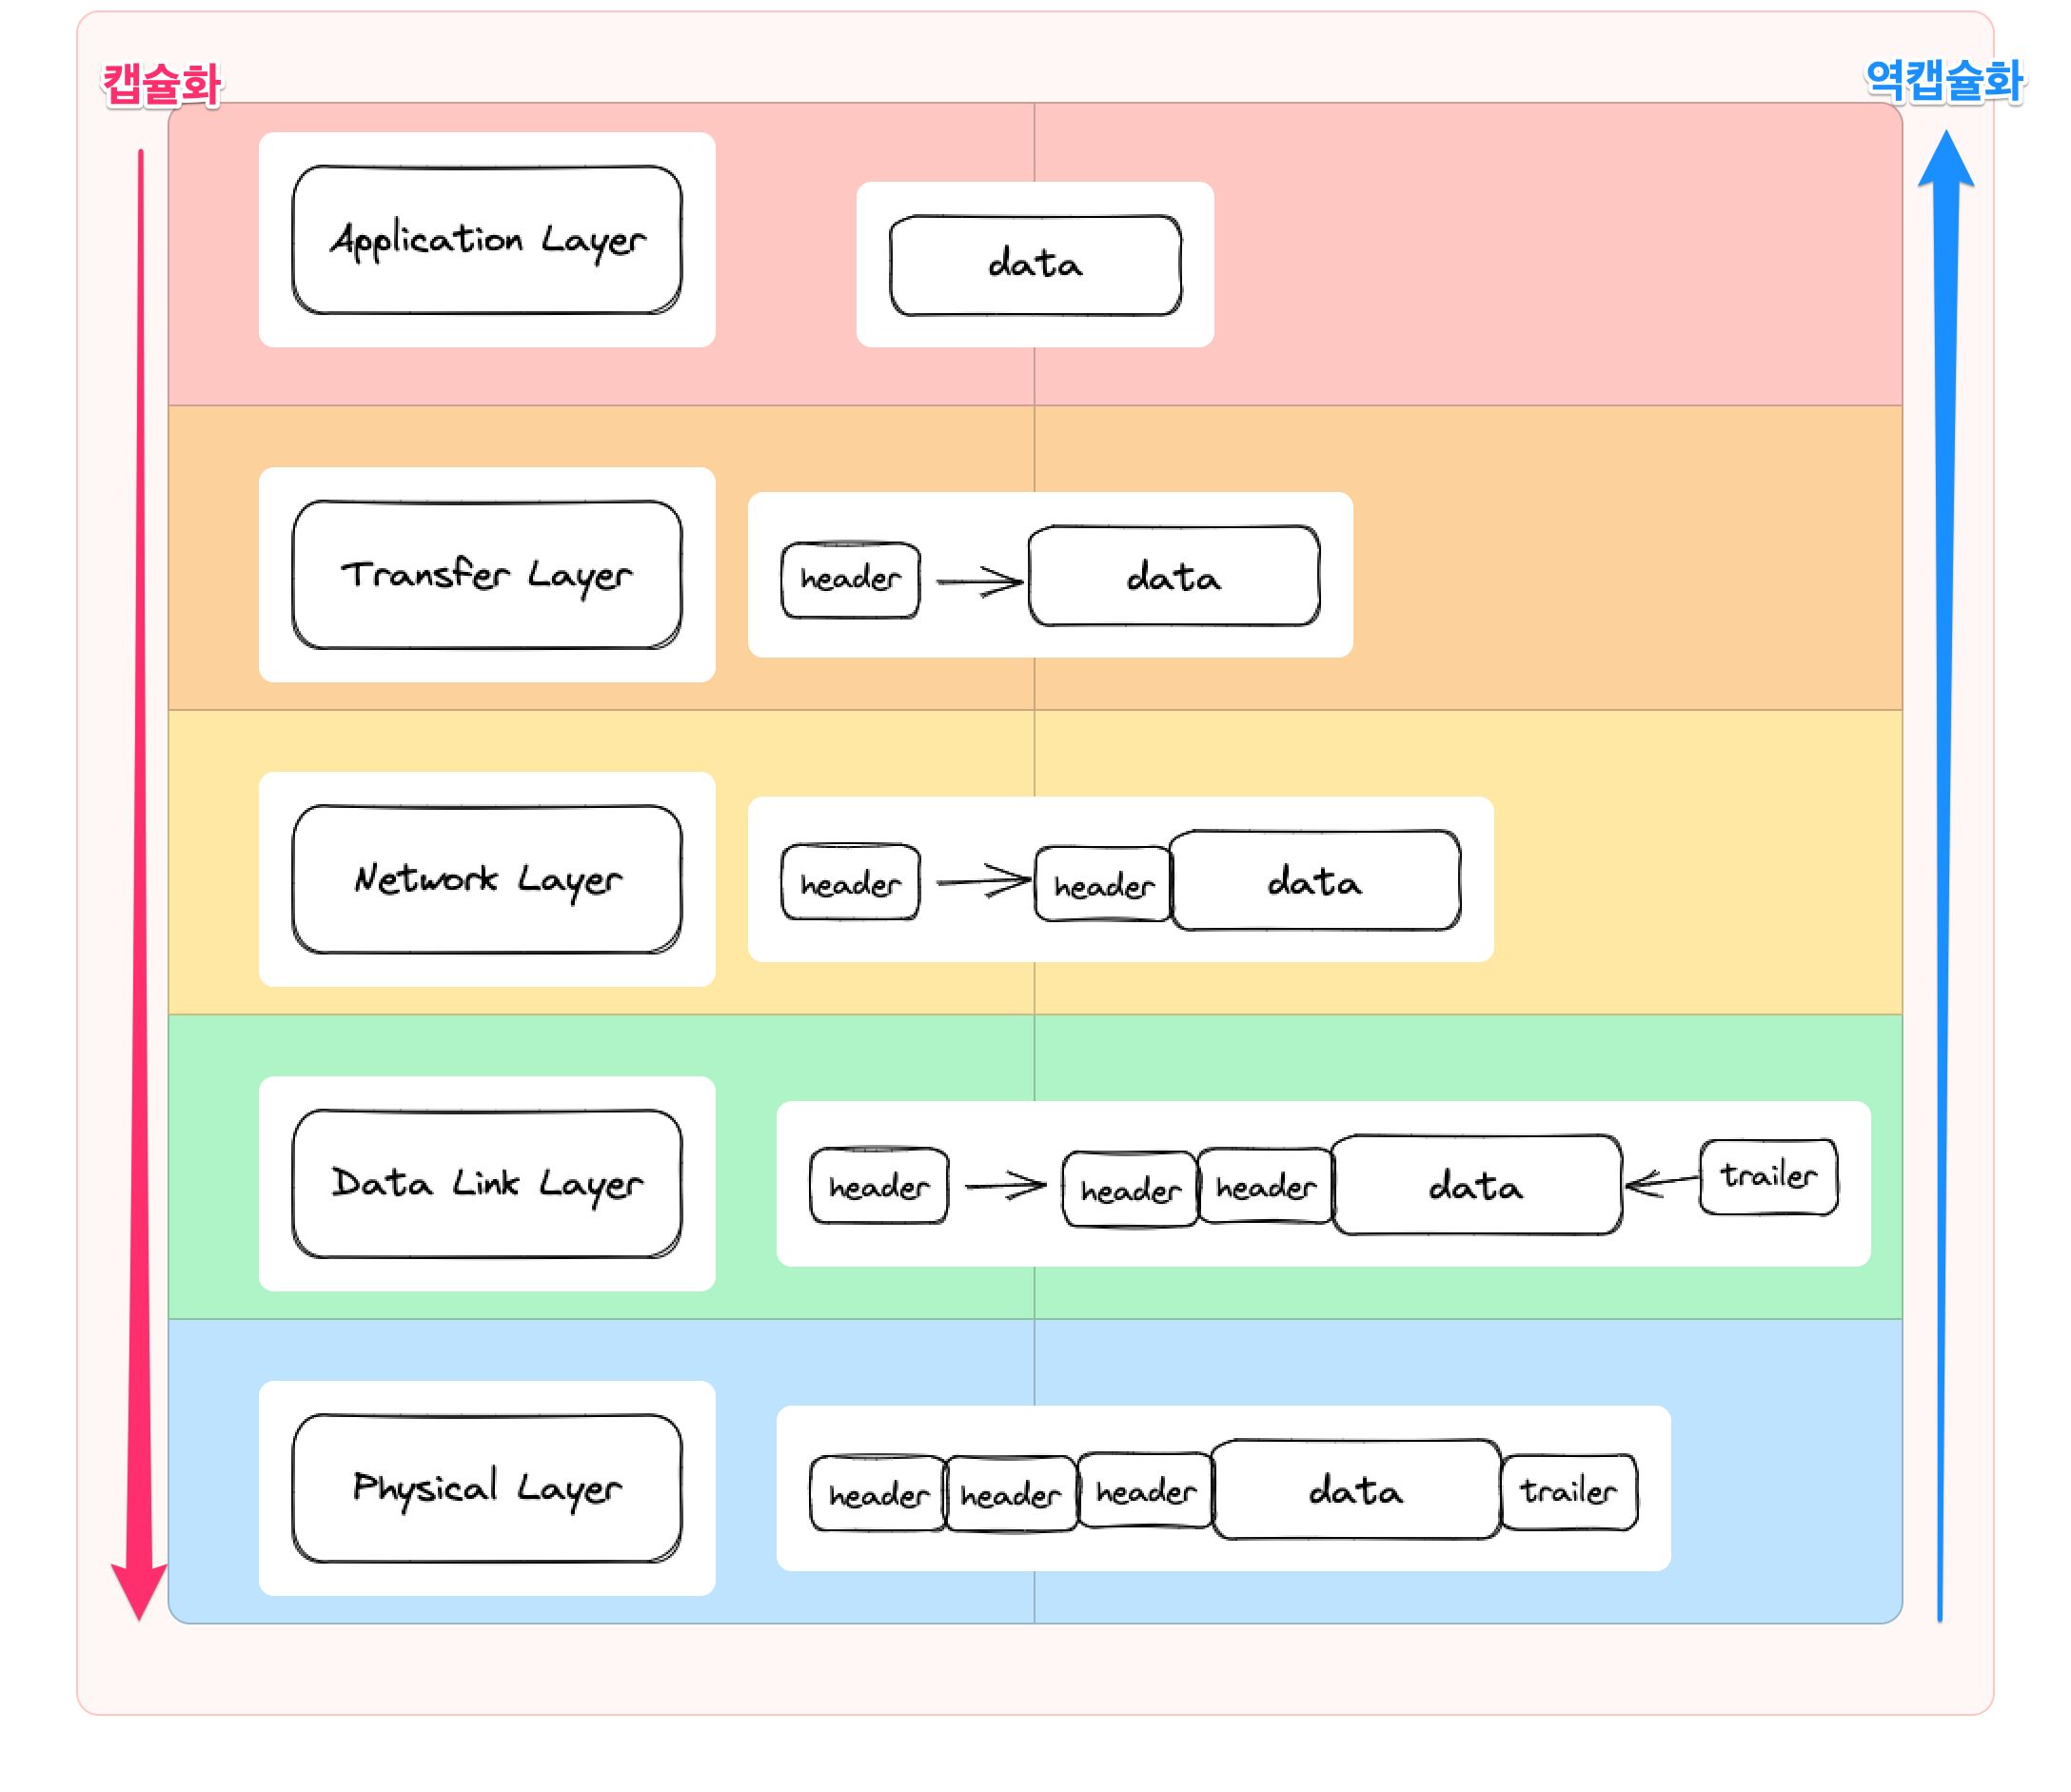 캡슐화
역캡슐화
Application Layer
data
Transfer Layer
header
data
Network Layer
header
header
data
Data Link Layer
header
header
header
data
trailer
Physical Layer
header
header
header
data
trailer